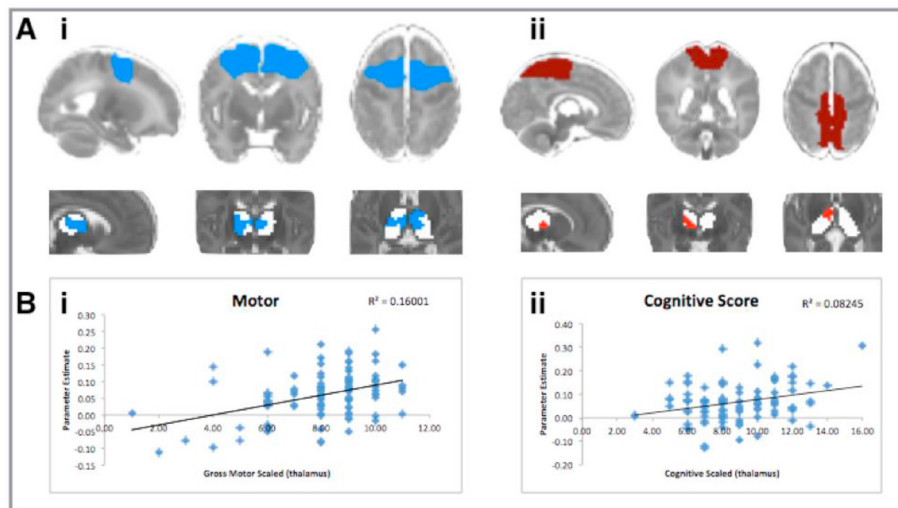 A i ii
B i Motor R² = 0.16001
Parameter Estimate
0.30
0.25
0.20
0.15
0.10
0.05
0.00
-0.05
-0.10
-0.15
0.00 2.00 4.00 6.00 8.00 10.00 12.00
Gross Motor Scaled (thalamus)
ii Cognitive Score R² = 0.08245
Parameter Estimate
0.40
0.30
0.20
0.10
0.00
-0.10
-0.20
2.00 4.00 6.00 8.00 10.00 12.00 14.00 16.00
Cognitive Scaled (thalamus)